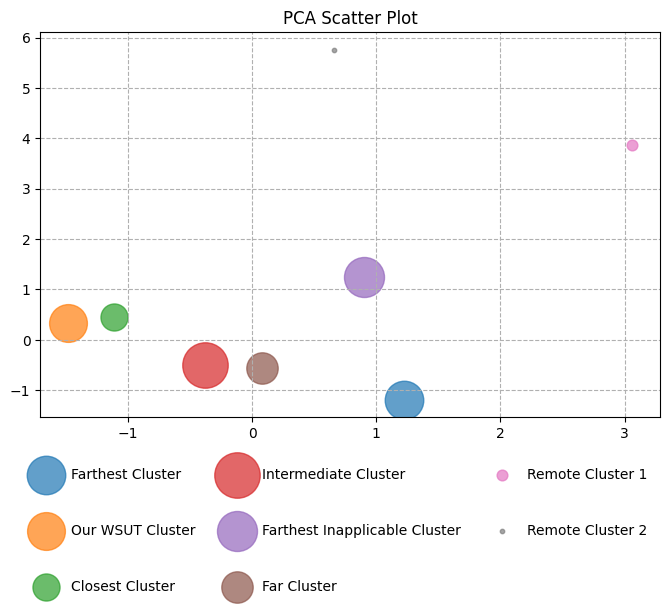 PCA Scatter Plot
6
5
4
3
2
1
0
−1
−1
0
1
2
3
Farthest Cluster
Intermediate Cluster
Remote Cluster 1
Our WSUT Cluster
Farthest Inapplicable Cluster
Remote Cluster 2
Closest Cluster
Far Cluster